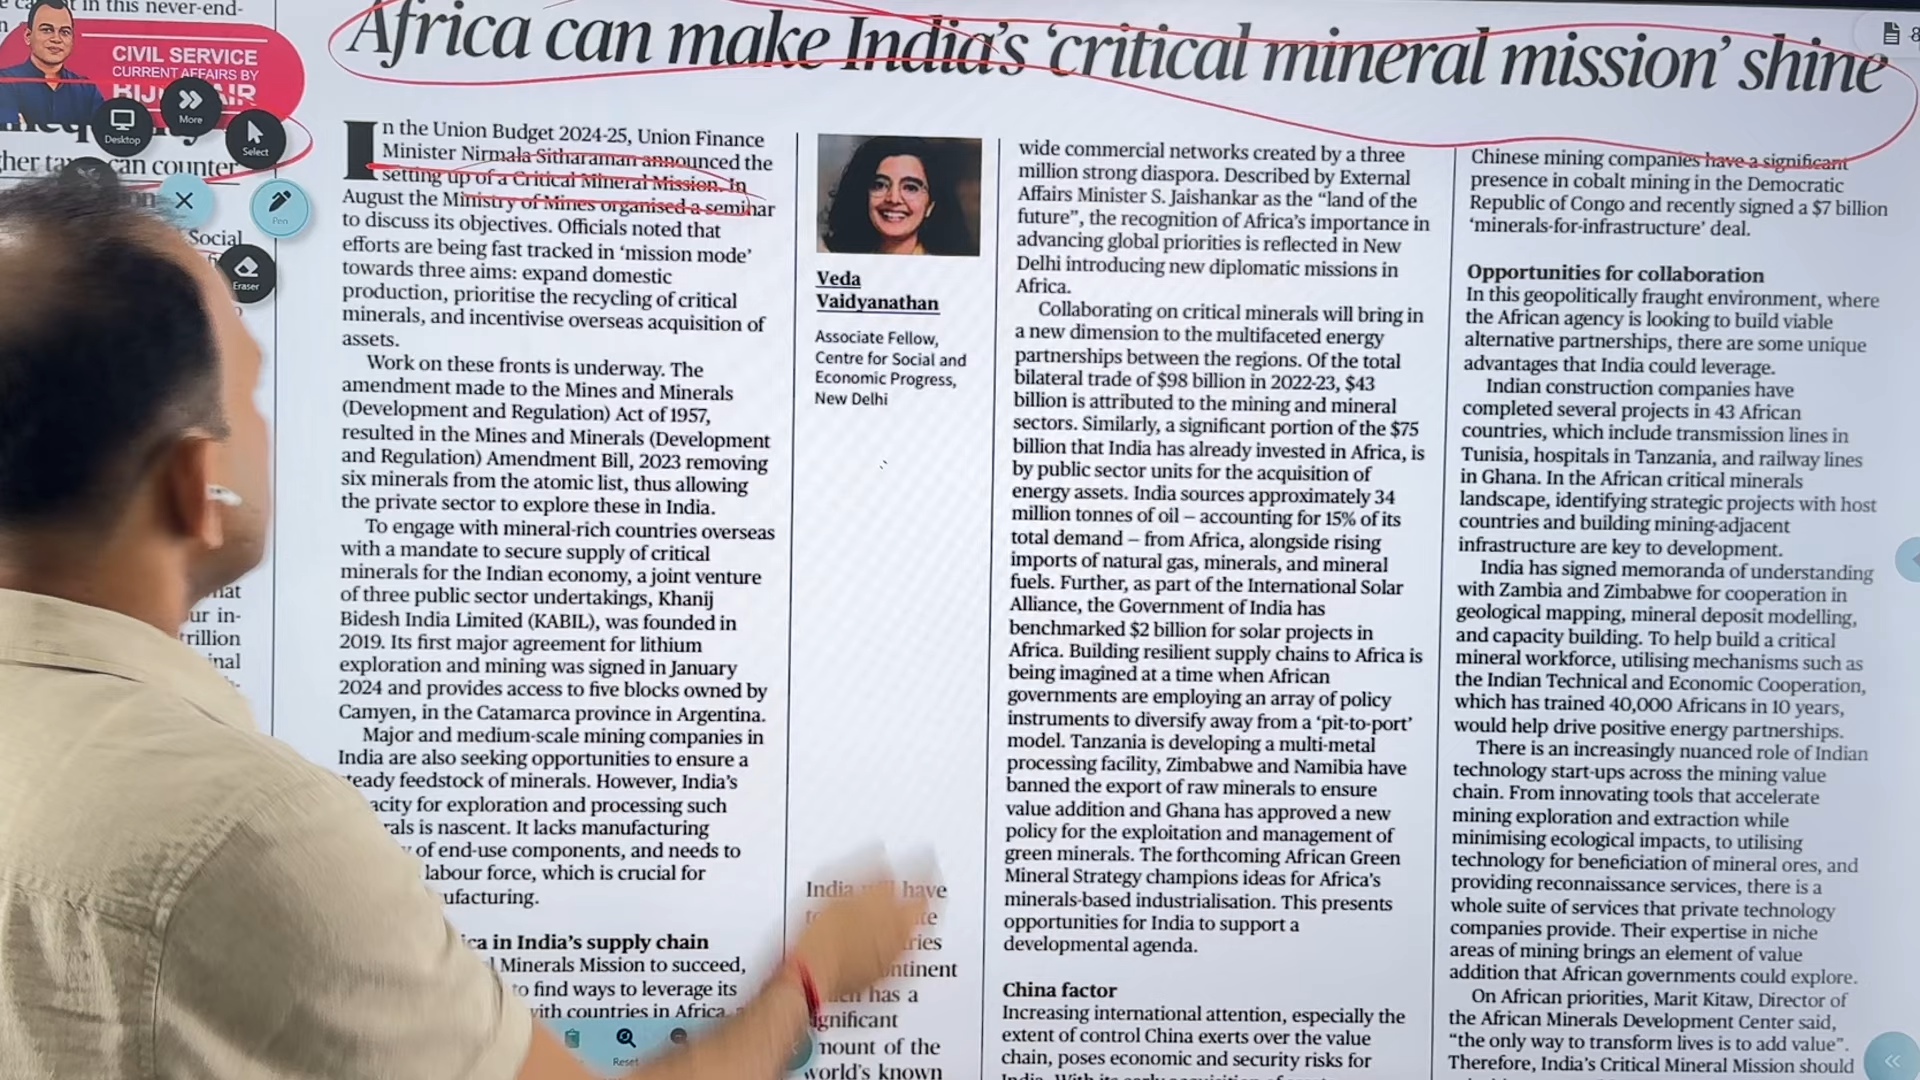 Africa can make India's 'critical mineral mission' shine
CIVIL SERVICE
CURRENT AFFAIRS BY
Desktop
More
Select
Pen
Eraser
Reset
in this never-end-
can counter
Social
ur in-
trillion
In the Union Budget 2024-25, Union Finance
Minister Nirmala Sitharaman announced the
setting up of a Critical Mineral Mission. In
August the Ministry of Mines organised a seminar
to discuss its objectives. Officials noted that
efforts are being fast tracked in 'mission mode'
towards three aims: expand domestic
production, prioritise the recycling of critical
minerals, and incentivise overseas acquisition of
assets.
Work on these fronts is underway. The
amendment made to the Mines and Minerals
(Development and Regulation) Act of 1957,
resulted in the Mines and Minerals (Development
and Regulation) Amendment Bill, 2023 removing
six minerals from the atomic list, thus allowing
the private sector to explore these in India.
To engage with mineral-rich countries overseas
with a mandate to secure supply of critical
minerals for the Indian economy, a joint venture
of three public sector undertakings, Khanij
Bidesh India Limited (KABIL), was founded in
2019. Its first major agreement for lithium
exploration and mining was signed in January
2024 and provides access to five blocks owned by
Camyen, in the Catamarca province in Argentina.
Major and medium-scale mining companies in
India are also seeking opportunities to ensure a
teady feedstock of minerals. However, India's
acity for exploration and processing such
rals is nascent. It lacks manufacturing
of end-use components, and needs to
labour force, which is crucial for
ufacturing.
ca in India's supply chain
Minerals Mission to succeed,
to find ways to leverage its
with countries in Africa,
Veda
Vaidyanathan
Associate Fellow,
Centre for Social and
Economic Progress,
New Delhi
India will have
ries
ntinent
has a
ignificant
mount of the
world's known
wide commercial networks created by a three
million strong diaspora. Described by External
Affairs Minister S. Jaishankar as the "land of the
future", the recognition of Africa's importance in
advancing global priorities is reflected in New
Delhi introducing new diplomatic missions in
Africa.
Collaborating on critical minerals will bring in
a new dimension to the multifaceted energy
partnerships between the regions. Of the total
bilateral trade of $98 billion in 2022-23, $43
billion is attributed to the mining and mineral
sectors. Similarly, a significant portion of the $75
billion that India has already invested in Africa, is
by public sector units for the acquisition of
energy assets. India sources approximately 34
million tonnes of oil – accounting for 15% of its
total demand – from Africa, alongside rising
imports of natural gas, minerals, and mineral
fuels. Further, as part of the International Solar
Alliance, the Government of India has
benchmarked $2 billion for solar projects in
Africa. Building resilient supply chains to Africa is
being imagined at a time when African
governments are employing an array of policy
instruments to diversify away from a 'pit-to-port'
model. Tanzania is developing a multi-metal
processing facility, Zimbabwe and Namibia have
banned the export of raw minerals to ensure
value addition and Ghana has approved a new
policy for the exploitation and management of
green minerals. The forthcoming African Green
Mineral Strategy champions ideas for Africa's
minerals-based industrialisation. This presents
opportunities for India to support a
developmental agenda.
China factor
Increasing international attention, especially the
extent of control China exerts over the value
chain, poses economic and security risks for
Chinese mining companies have a significant
presence in cobalt mining in the Democratic
Republic of Congo and recently signed a $7 billion
'minerals-for-infrastructure' deal.
Opportunities for collaboration
In this geopolitically fraught environment, where
the African agency is looking to build viable
alternative partnerships, there are some unique
advantages that India could leverage.
Indian construction companies have
completed several projects in 43 African
countries, which include transmission lines in
Tunisia, hospitals in Tanzania, and railway lines
in Ghana. In the African critical minerals
landscape, identifying strategic projects with host
countries and building mining-adjacent
infrastructure are key to development.
India has signed memoranda of understanding
with Zambia and Zimbabwe for cooperation in
geological mapping, mineral deposit modelling,
and capacity building. To help build a critical
mineral workforce, utilising mechanisms such as
the Indian Technical and Economic Cooperation,
which has trained 40,000 Africans in 10 years,
would help drive positive energy partnerships.
There is an increasingly nuanced role of Indian
technology start-ups across the mining value
chain. From innovating tools that accelerate
mining exploration and extraction while
minimising ecological impacts, to utilising
technology for beneficiation of mineral ores, and
providing reconnaissance services, there is a
whole suite of services that private technology
companies provide. Their expertise in niche
areas of mining brings an element of value
addition that African governments could explore.
On African priorities, Marit Kitaw, Director of
the African Minerals Development Center said,
"the only way to transform lives is to add value".
Therefore, India's Critical Mineral Mission should